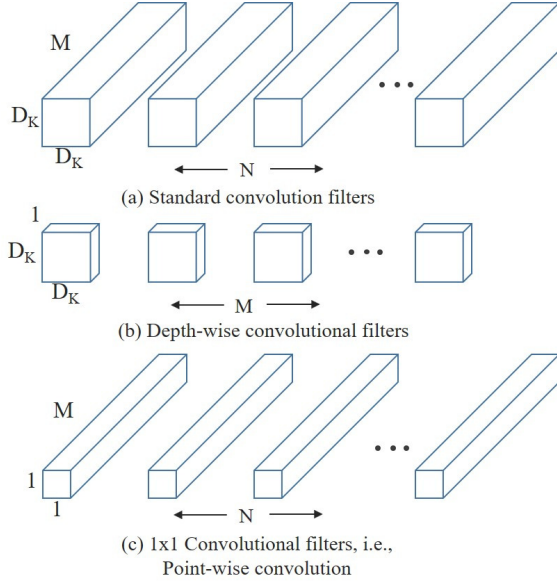 M
D_K
D_K
N
(a) Standard convolution filters
1
D_K
D_K
M
(b) Depth-wise convolutional filters
M
1
1
N
(c) 1x1 Convolutional filters, i.e.,
Point-wise convolution